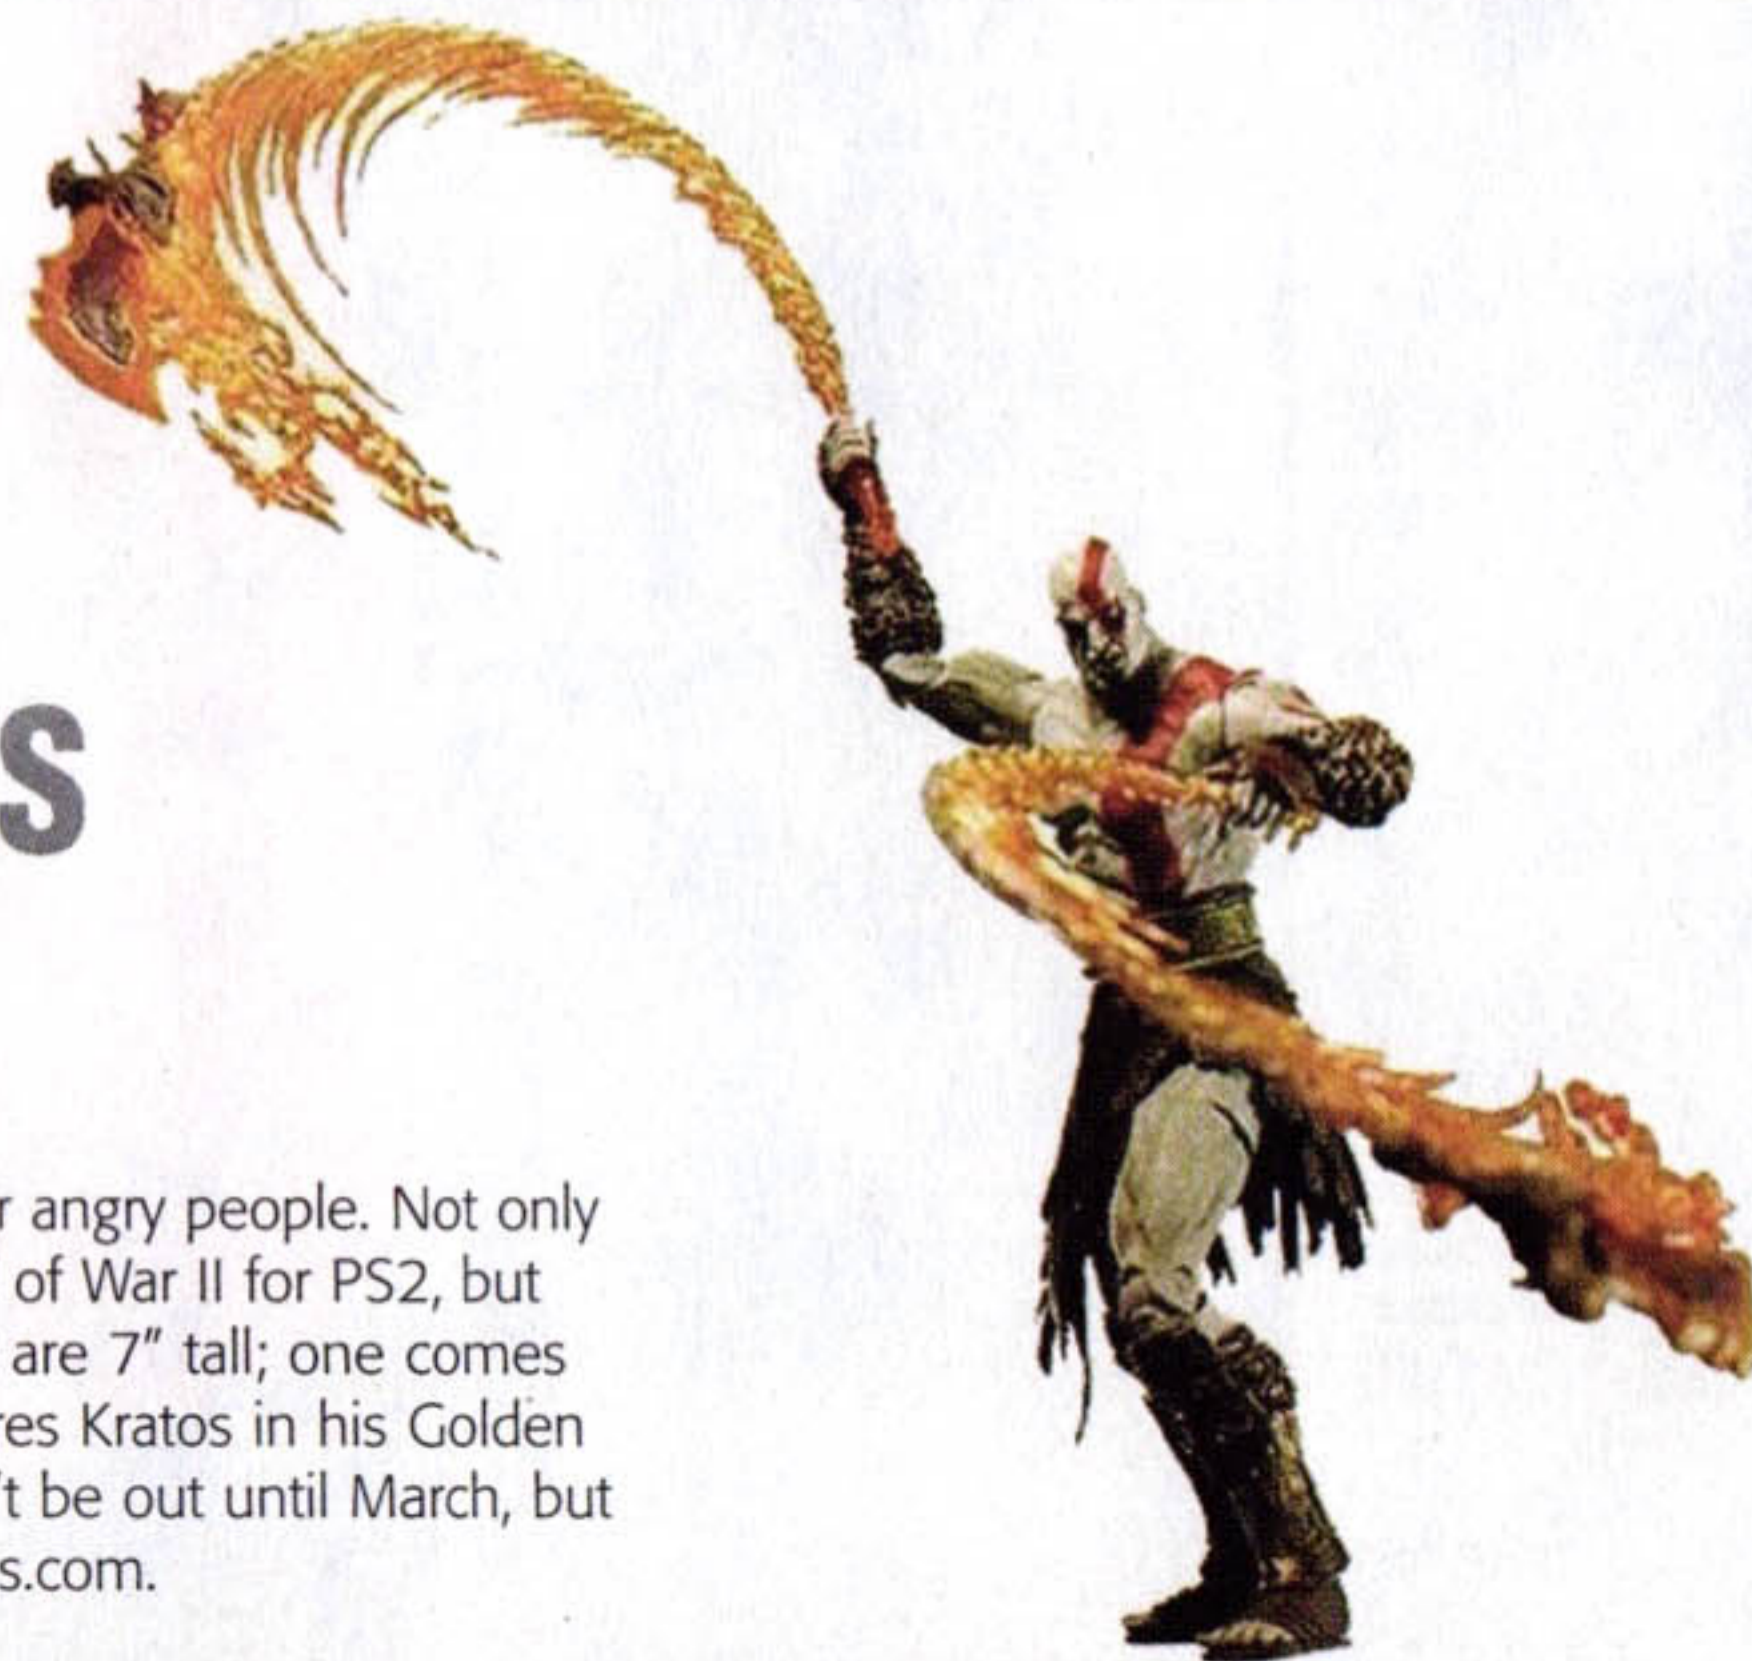 s
r angry people. Not only
of War II for PS2, but
are 7" tall; one comes
res Kratos in his Golden
't be out until March, but
s.com.